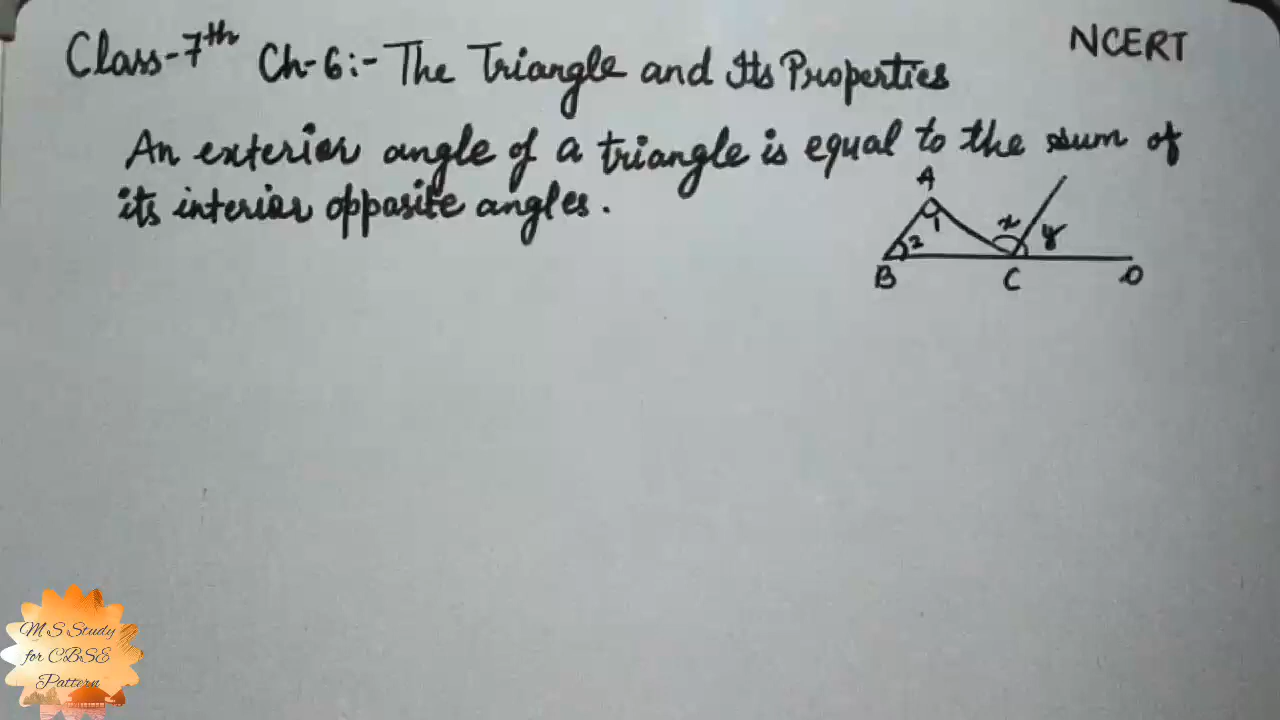 Class-7th Ch-6:- The Triangle and Its Properties
NCERT
An exterior angle of a triangle is equal to the sum of
its interior opposite angles.
A
1
2
x
y
B
C
D
M S Study
for CBSE
Pattern